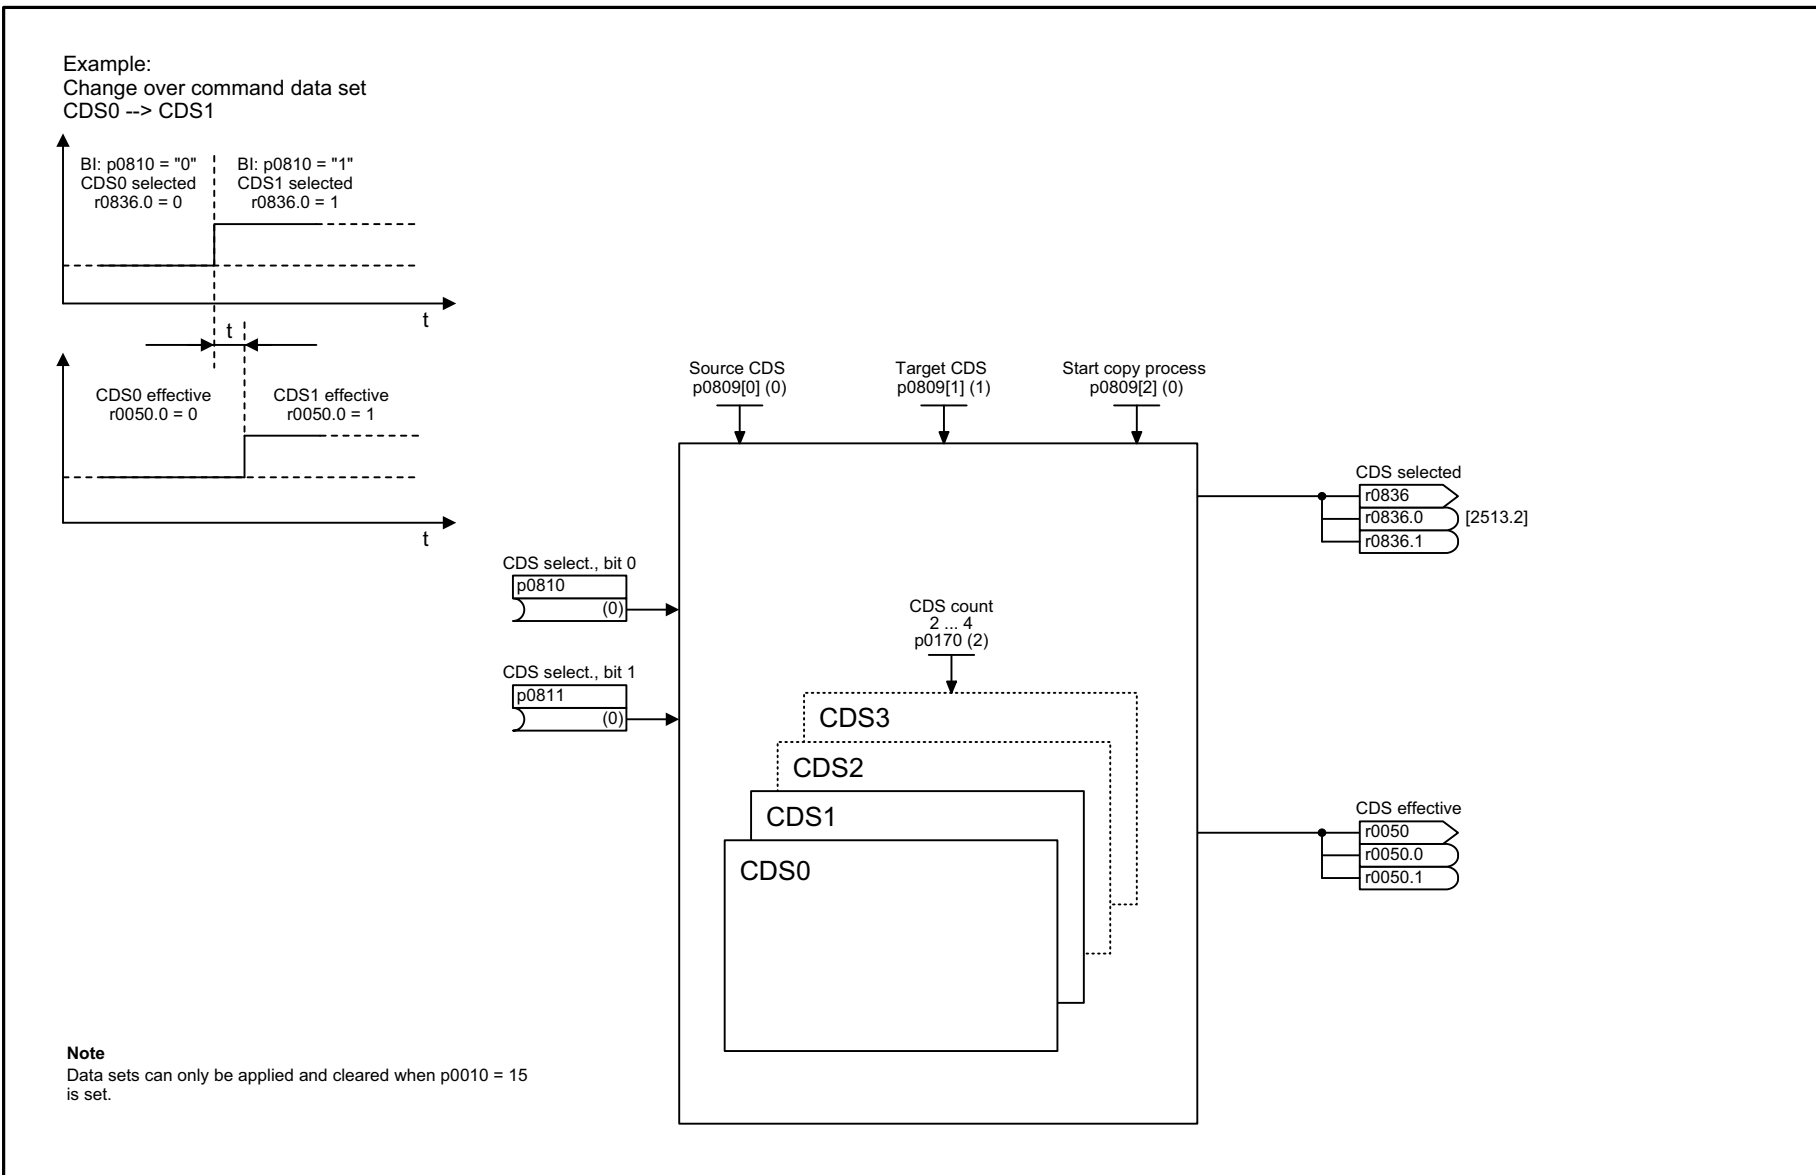 Example:
Change over command data set
CDS0 --> CDS1
BI: p0810 = "0"
CDS0 selected
r0836.0 = 0
BI: p0810 = "1"
CDS1 selected
r0836.0 = 1
t
t
CDS0 effective
r0050.0 = 0
CDS1 effective
r0050.0 = 1
t
Source CDS
p0809[0] (0)
Target CDS
p0809[1] (1)
Start copy process
p0809[2] (0)
CDS selected
r0836
r0836.0
[2513.2]
r0836.1
CDS select., bit 0
p0810
(0)
CDS select., bit 1
p0811
(0)
CDS count
2 ... 4
p0170 (2)
CDS3
CDS2
CDS1
CDS0
CDS effective
r0050
r0050.0
r0050.1
Note
Data sets can only be applied and cleared when p0010 = 15
is set.